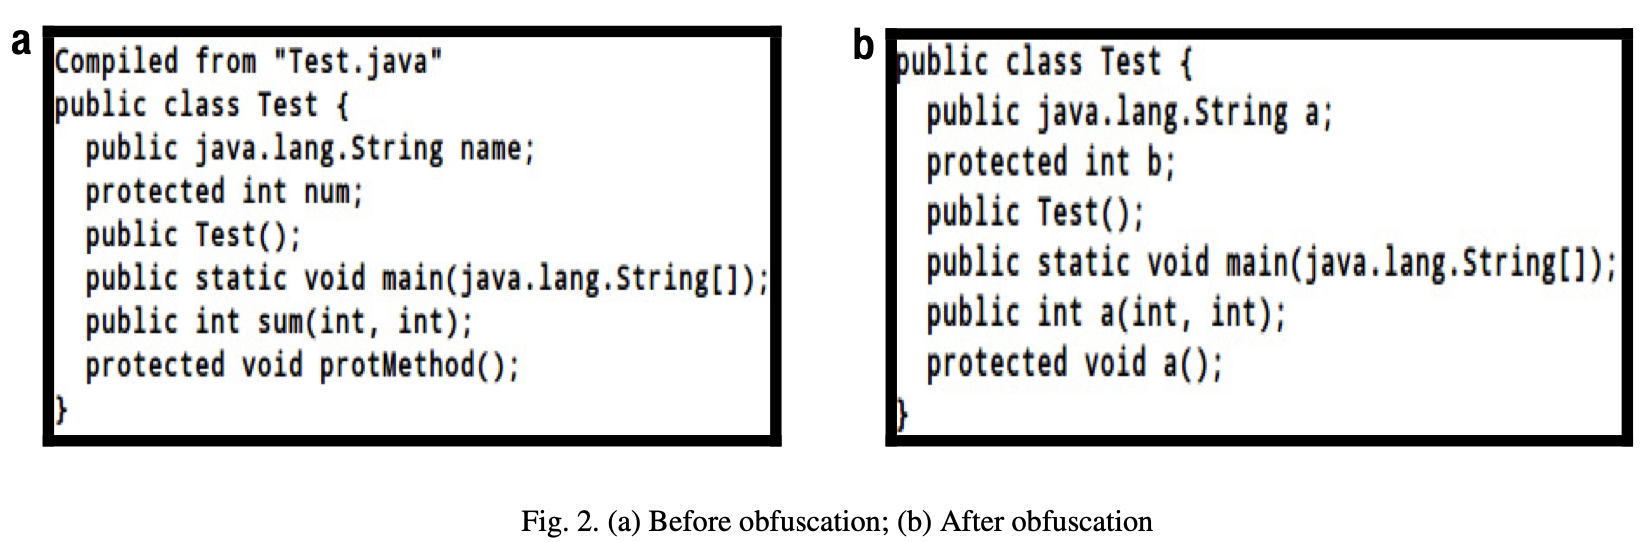 a
Compiled from "Test.java"
public class Test {
  public java.lang.String name;
  protected int num;
  public Test();
  public static void main(java.lang.String[]);
  public int sum(int, int);
  protected void protMethod();
}
b
public class Test {
  public java.lang.String a;
  protected int b;
  public Test();
  public static void main(java.lang.String[]);
  public int a(int, int);
  protected void a();
}
Fig. 2. (a) Before obfuscation; (b) After obfuscation